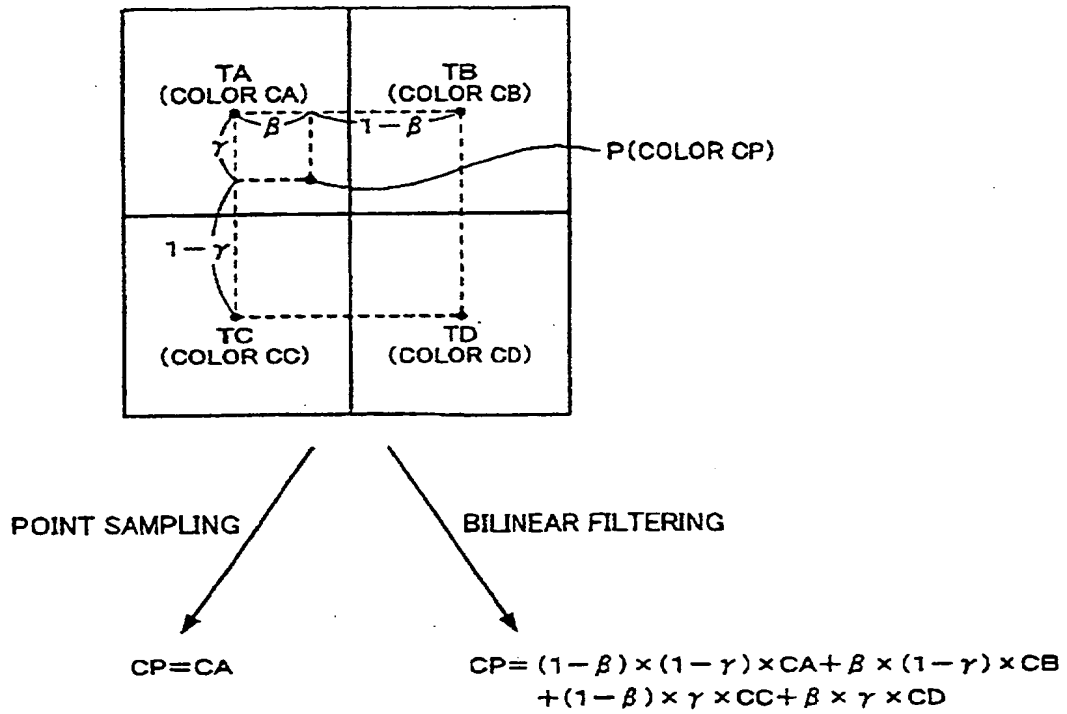 TA TB
(COLOR CA) (COLOR CB)
β 1-β
γ
P(COLOR CP)
1-γ
TC TD
(COLOR CC) (COLOR CD)
POINT SAMPLING BILINEAR FILTERING
CP=CA CP=(1-β)×(1-γ)×CA+β×(1-γ)×CB
+(1-β)×γ×CC+β×γ×CD